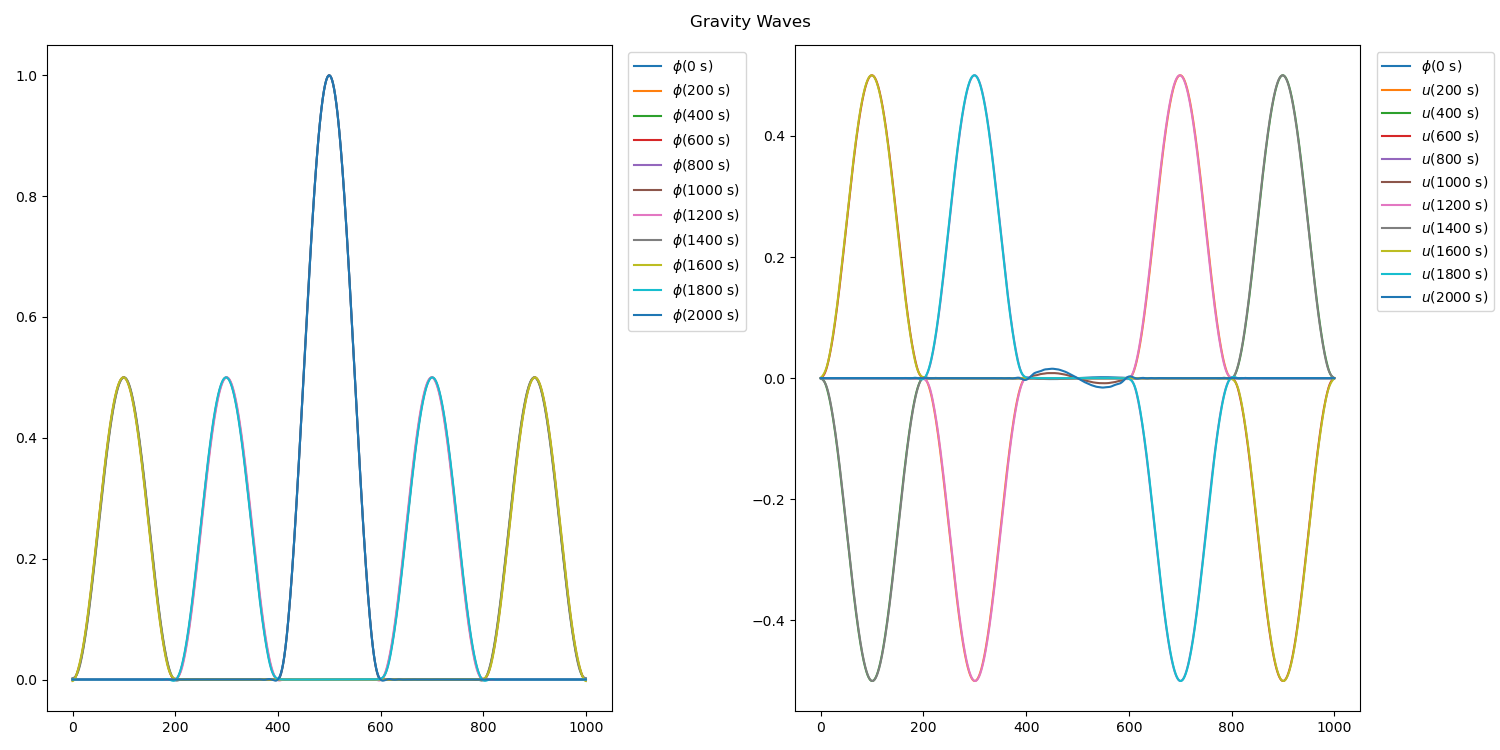 Gravity Waves
1.0
0.8
0.6
0.4
0.2
0.0
0
200
400
600
800
1000
ϕ(0 s)
ϕ(200 s)
ϕ(400 s)
ϕ(600 s)
ϕ(800 s)
ϕ(1000 s)
ϕ(1200 s)
ϕ(1400 s)
ϕ(1600 s)
ϕ(1800 s)
ϕ(2000 s)
0.4
0.2
0.0
−0.2
−0.4
0
200
400
600
800
1000
ϕ(0 s)
u(200 s)
u(400 s)
u(600 s)
u(800 s)
u(1000 s)
u(1200 s)
u(1400 s)
u(1600 s)
u(1800 s)
u(2000 s)